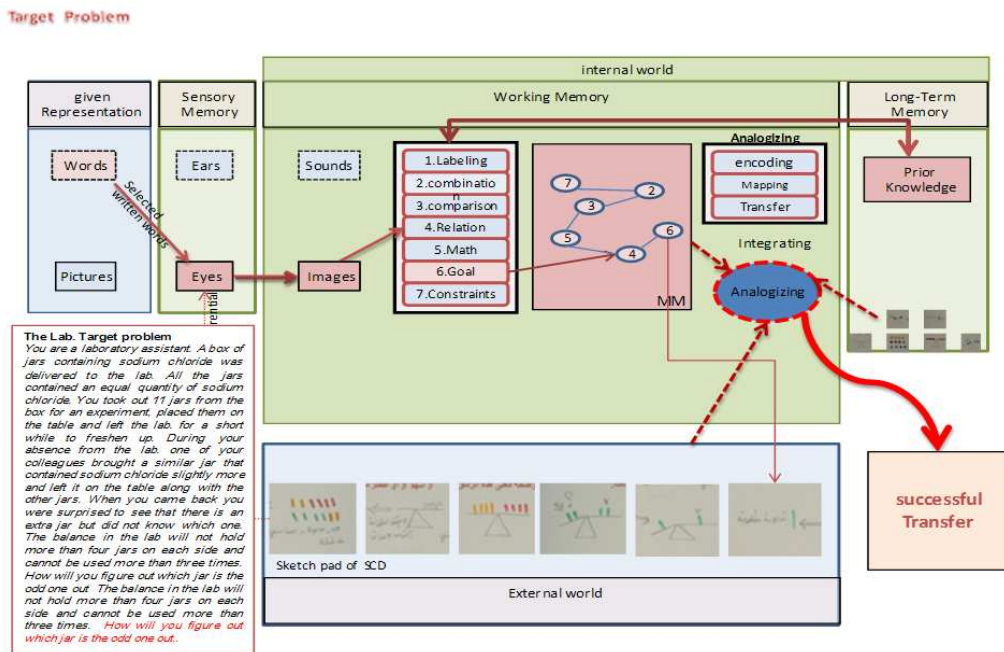 Target Problem
internal world
given
Representation
Sensory
Memory
Working Memory
Long-Term
Memory
Words
Ears
Sounds
Selected
written words
Pictures
Eyes
Images
1.Labeling
2.combinatio
n
3.comparison
4.Relation
5.Math
6.Goal
7.Constraints
7
2
3
5
4
6
MM
Analogizing
encoding
Mapping
Transfer
Integrating
Analogizing
Prior
Knowledge
rential
The Lab. Target problem
You are a laboratory assistant. A box of
jars containing sodium chloride was
delivered to the lab. All the jars
contained an equal quantity of sodium
chloride. You took out 11 jars from the
box for an experiment, placed them on
the table and left the lab. for a short
while to freshen up. During your
absence from the lab. one of your
colleagues brought a similar jar that
contained sodium chloride slightly more
and left it on the table along with the
other jars. When you came back you
were surprised to see that there is an
extra jar but did not know which one.
The balance in the lab will not hold
more than four jars on each side and
cannot be used more than three times.
How will you figure out which jar is the
odd one out The balance in the lab will
not hold more than four jars on each
side and cannot be used more than
three times. How will you figure out
which jar is the odd one out..
Sketch pad of SCD
External world
successful
Transfer